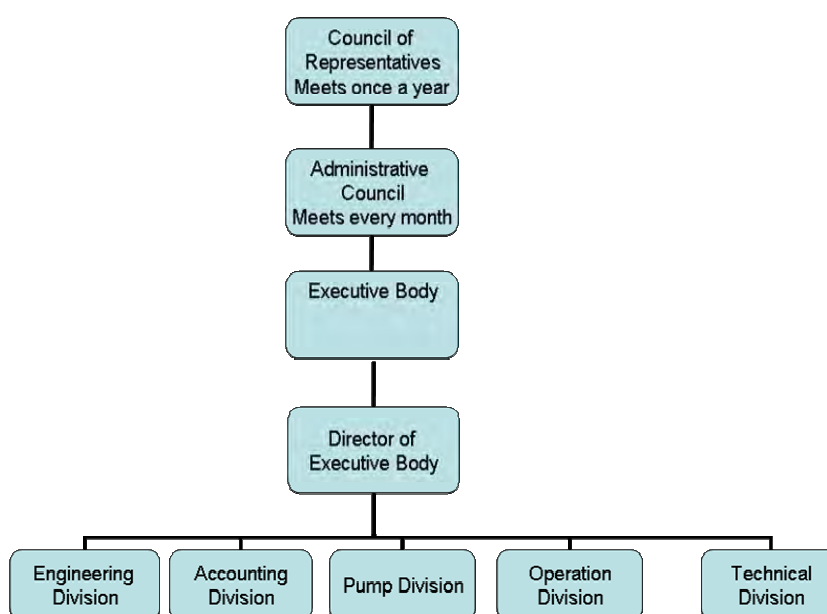 Council of
Representatives
Meets once a year
Administrative
Council
Meets every month
Executive Body
Director of
Executive Body
Engineering
Division
Accounting
Division
Pump Division
Operation
Division
Technical
Division